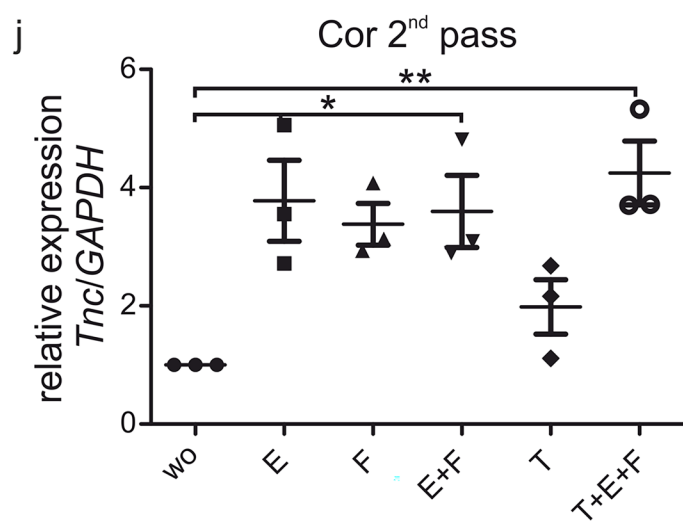 j
Cor 2nd pass
relative expression
Tnc/GAPDH
6
4
2
0
**
*
wo
E
F
E+F
T
T+E+F